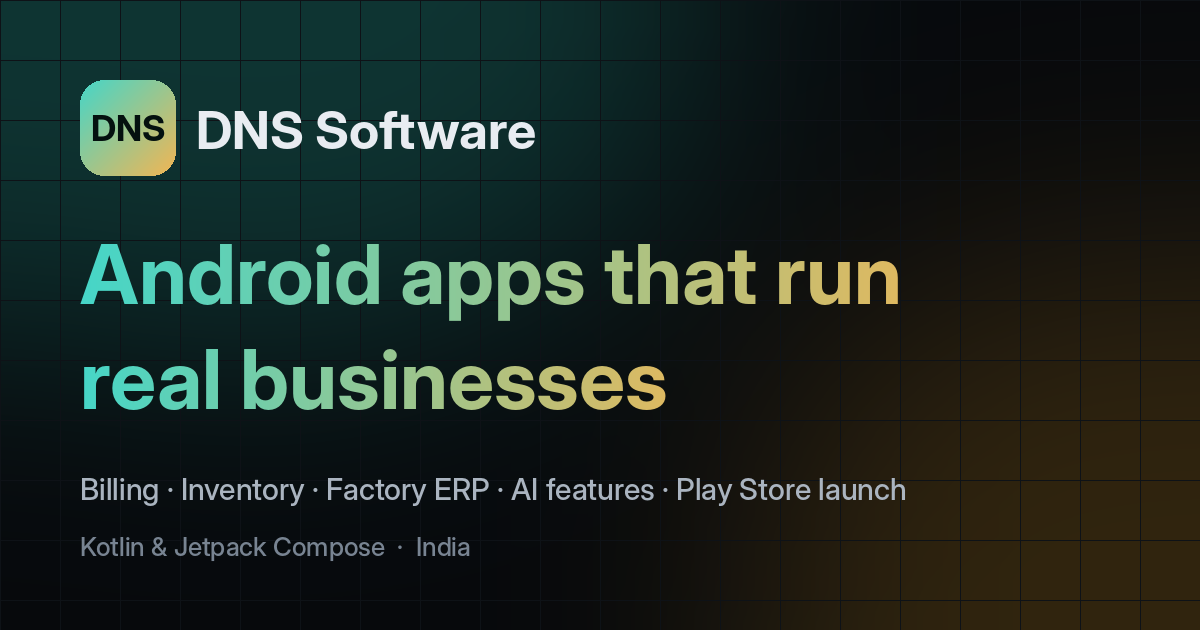 DNS
DNS Software
Android apps that run
real businesses
Billing · Inventory · Factory ERP · AI features · Play Store launch
Kotlin & Jetpack Compose · India